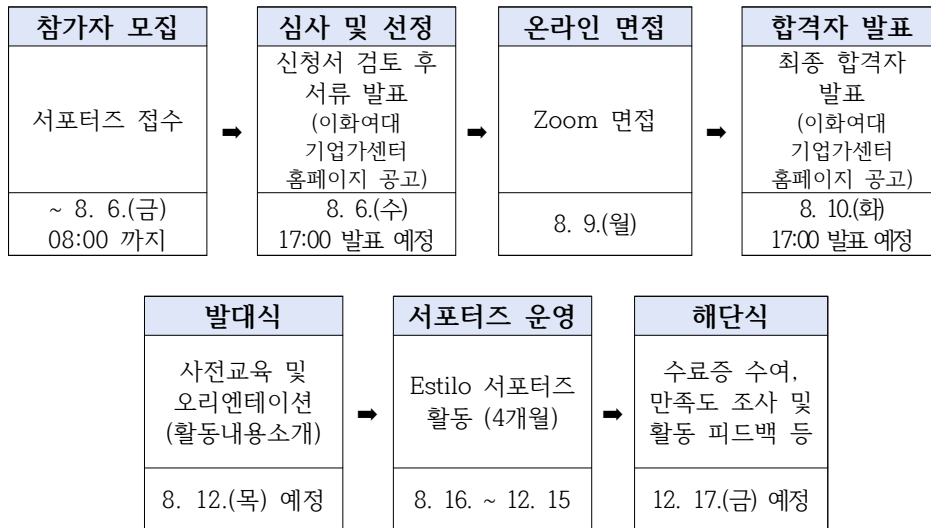 참가자 모집
서포터즈 접수
~ 8. 6.(금)
08:00 까지
➡
심사 및 선정
신청서 검토 후
서류 발표
(이화여대
기업가센터
홈페이지 공고)
8. 6.(수)
17:00 발표 예정
➡
온라인 면접
Zoom 면접
8. 9.(월)
➡
합격자 발표
최종 합격자
발표
(이화여대
기업가센터
홈페이지 공고)
8. 10.(화)
17:00 발표 예정
발대식
사전교육 및
오리엔테이션
(활동내용소개)
8. 12.(목) 예정
➡
서포터즈 운영
Estilo 서포터즈
활동 (4개월)
8. 16. ~ 12. 15
➡
해단식
수료증 수여,
만족도 조사 및
활동 피드백 등
12. 17.(금) 예정